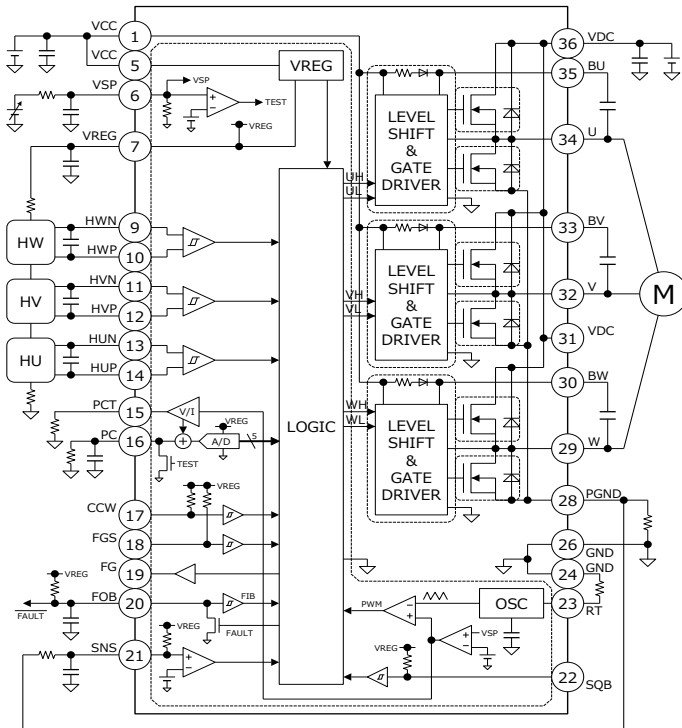 VCC
1
VCC
5
VSP
6
VREG
7
HWN
9
HW
HWP
10
HVN
11
HV
HVP
12
HUN
13
HU
HUP
14
PCT
15
PC
16
CCW
17
FGS
18
FG
19
FOB
20
FAULT
SNS
21
VREG
VSP
TEST
VREG
V/I
VREG
A/D
5
TEST
VREG
VREG
FIB
FAULT
VREG
LOGIC
UH
UL
VH
VL
WH
WL
LEVEL
SHIFT
&
GATE
DRIVER
LEVEL
SHIFT
&
GATE
DRIVER
LEVEL
SHIFT
&
GATE
DRIVER
PWM
OSC
VSP
VREG
36
VDC
35
BU
34
U
33
BV
32
V
31
VDC
30
BW
29
W
28
PGND
26
GND
24
GND
23
RT
22
SQB
M